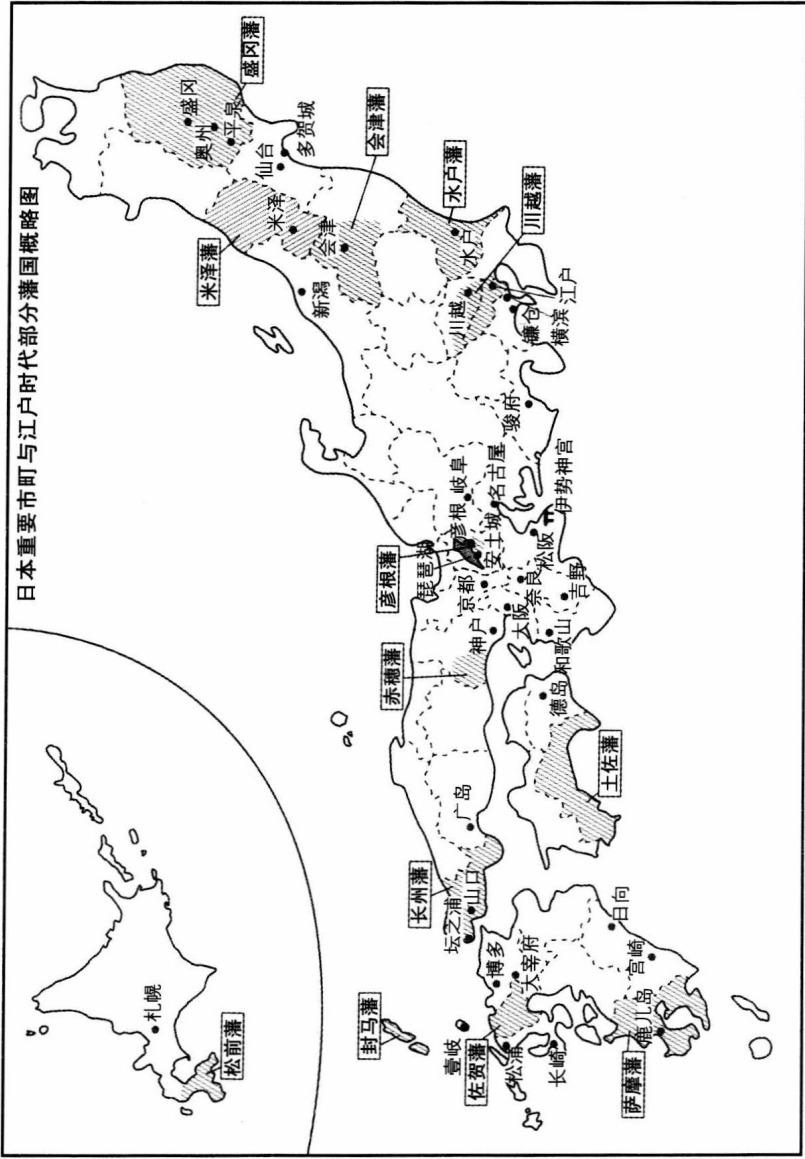 日本重要市町与江户时代部分藩国概略图
札幌
松前藩
盛冈藩
盛冈
奥州
平泉
仙台
多贺城
米泽藩
米泽
会津藩
会津
新潟
水户藩
水户
川越藩
川越
江户
横滨
镰仓
骏府
岐阜
名古屋
伊势神宫
彦根藩
彦根
琵琶湖
安土城
松阪
京都
奈良
吉野
大阪
神户
和歌山
赤穗藩
德岛
土佐藩
广岛
长州藩
山口
坛之浦
博多
大宰府
封马藩
壹岐
佐贺藩
松浦
长崎
日向
宫崎
鹿儿岛
萨摩藩